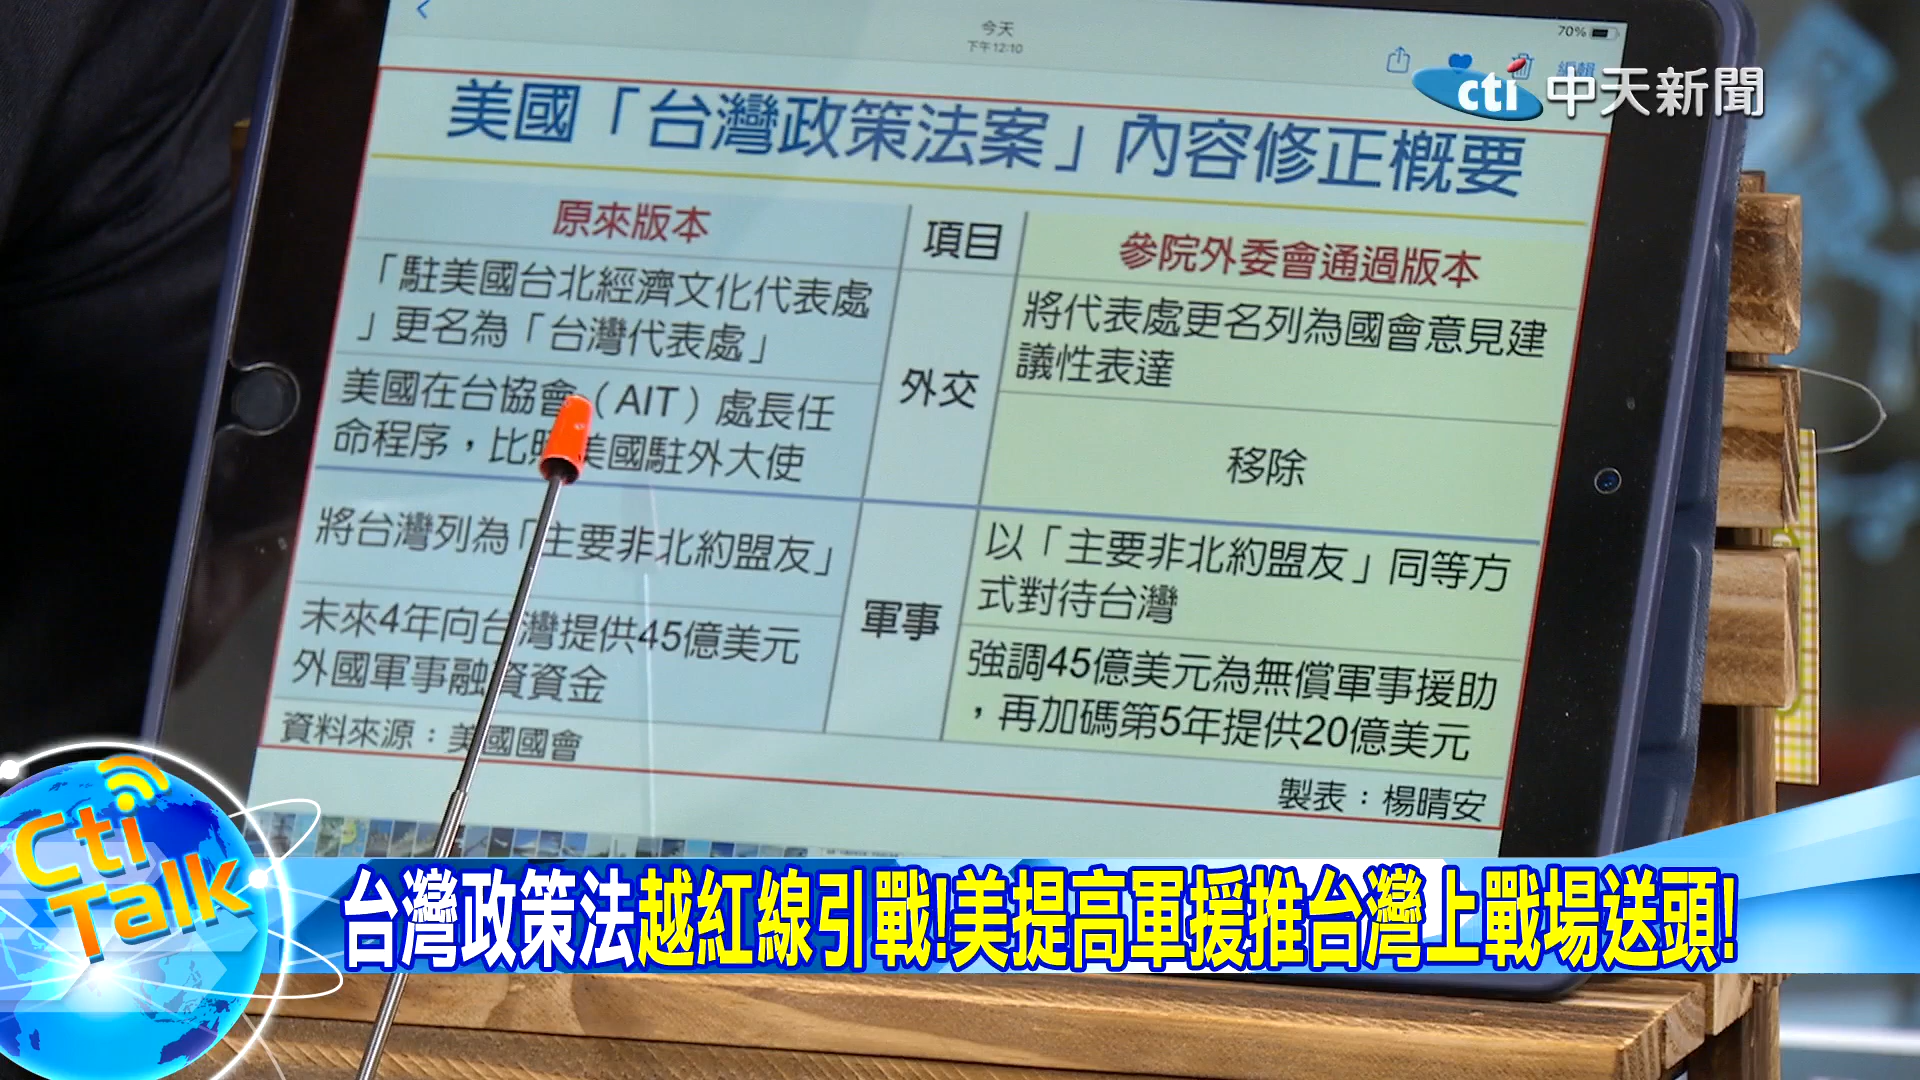 今天
下午12:10
70%
編輯
cti 中天新聞
美國「台灣政策法案」內容修正概要
原來版本
項目
參院外委會通過版本
「駐美國台北經濟文化代表處
」更名為「台灣代表處」
外交
將代表處更名列為國會意見建
議性表達
美國在台協會（AIT）處長任
命程序，比照美國駐外大使
移除
將台灣列為「主要非北約盟友」
軍事
以「主要非北約盟友」同等方
式對待台灣
未來4年向台灣提供45億美元
外國軍事融資資金
強調45億美元為無償軍事援助
，再加碼第5年提供20億美元
資料來源：美國國會
製表：楊晴安
Cti
Talk
台灣政策法越紅線引戰!美提高軍援推台灣上戰場送頭!